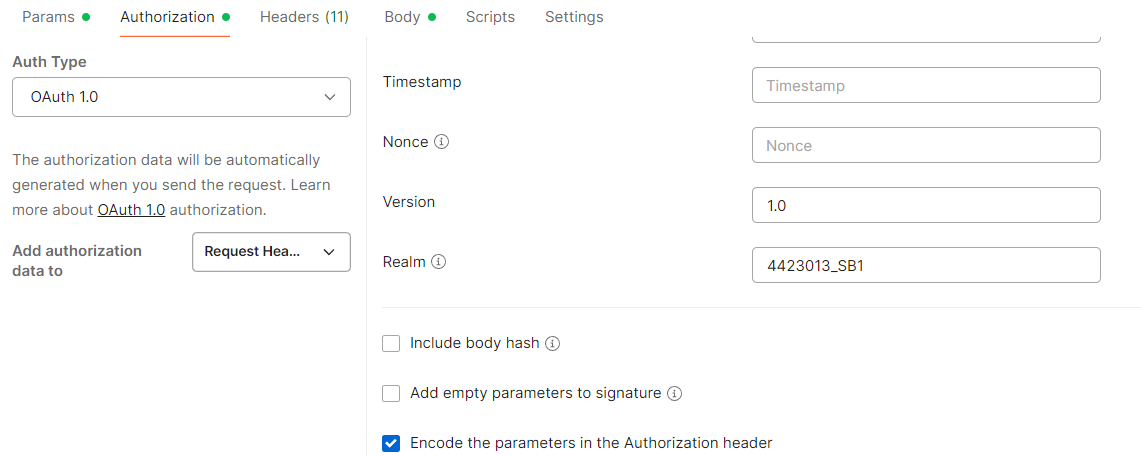 Params
Authorization
Headers (11)
Body
Scripts
Settings
Auth Type
OAuth 1.0
The authorization data will be automatically
generated when you send the request. Learn
more about OAuth 1.0 authorization.
Add authorization
data to
Request Hea...
Timestamp
Timestamp
Nonce
Nonce
Version
1.0
Realm
4423013_SB1
Include body hash
Add empty parameters to signature
Encode the parameters in the Authorization header